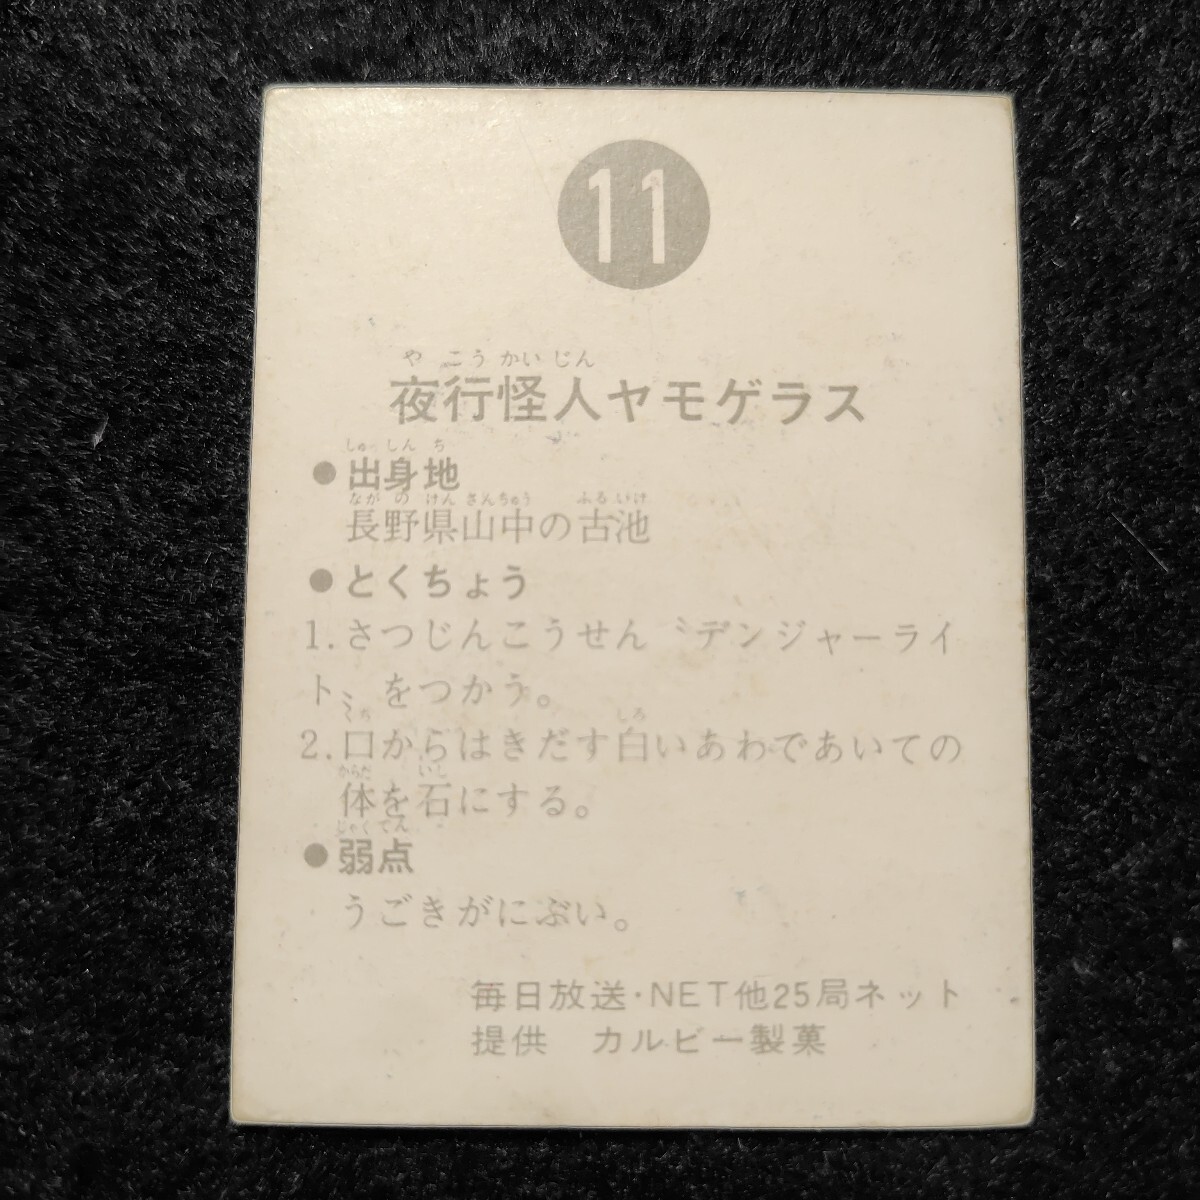 11
や こう かい じん
夜行怪人ヤモゲラス
しゅっ しん ち
●出身地
なが の けん さんちゅう ふる いけ
長野県山中の古池
●とくちょう
1.さつじんこうせん〝デンジャーライ
ト〟をつかう。
くち しろ
2.口からはきだす白いあわであいての
からだ いし
体を石にする。
じゃく てん
●弱点
うごきがにぶい。
毎日放送・NET他25局ネット
提供 カルビー製菓